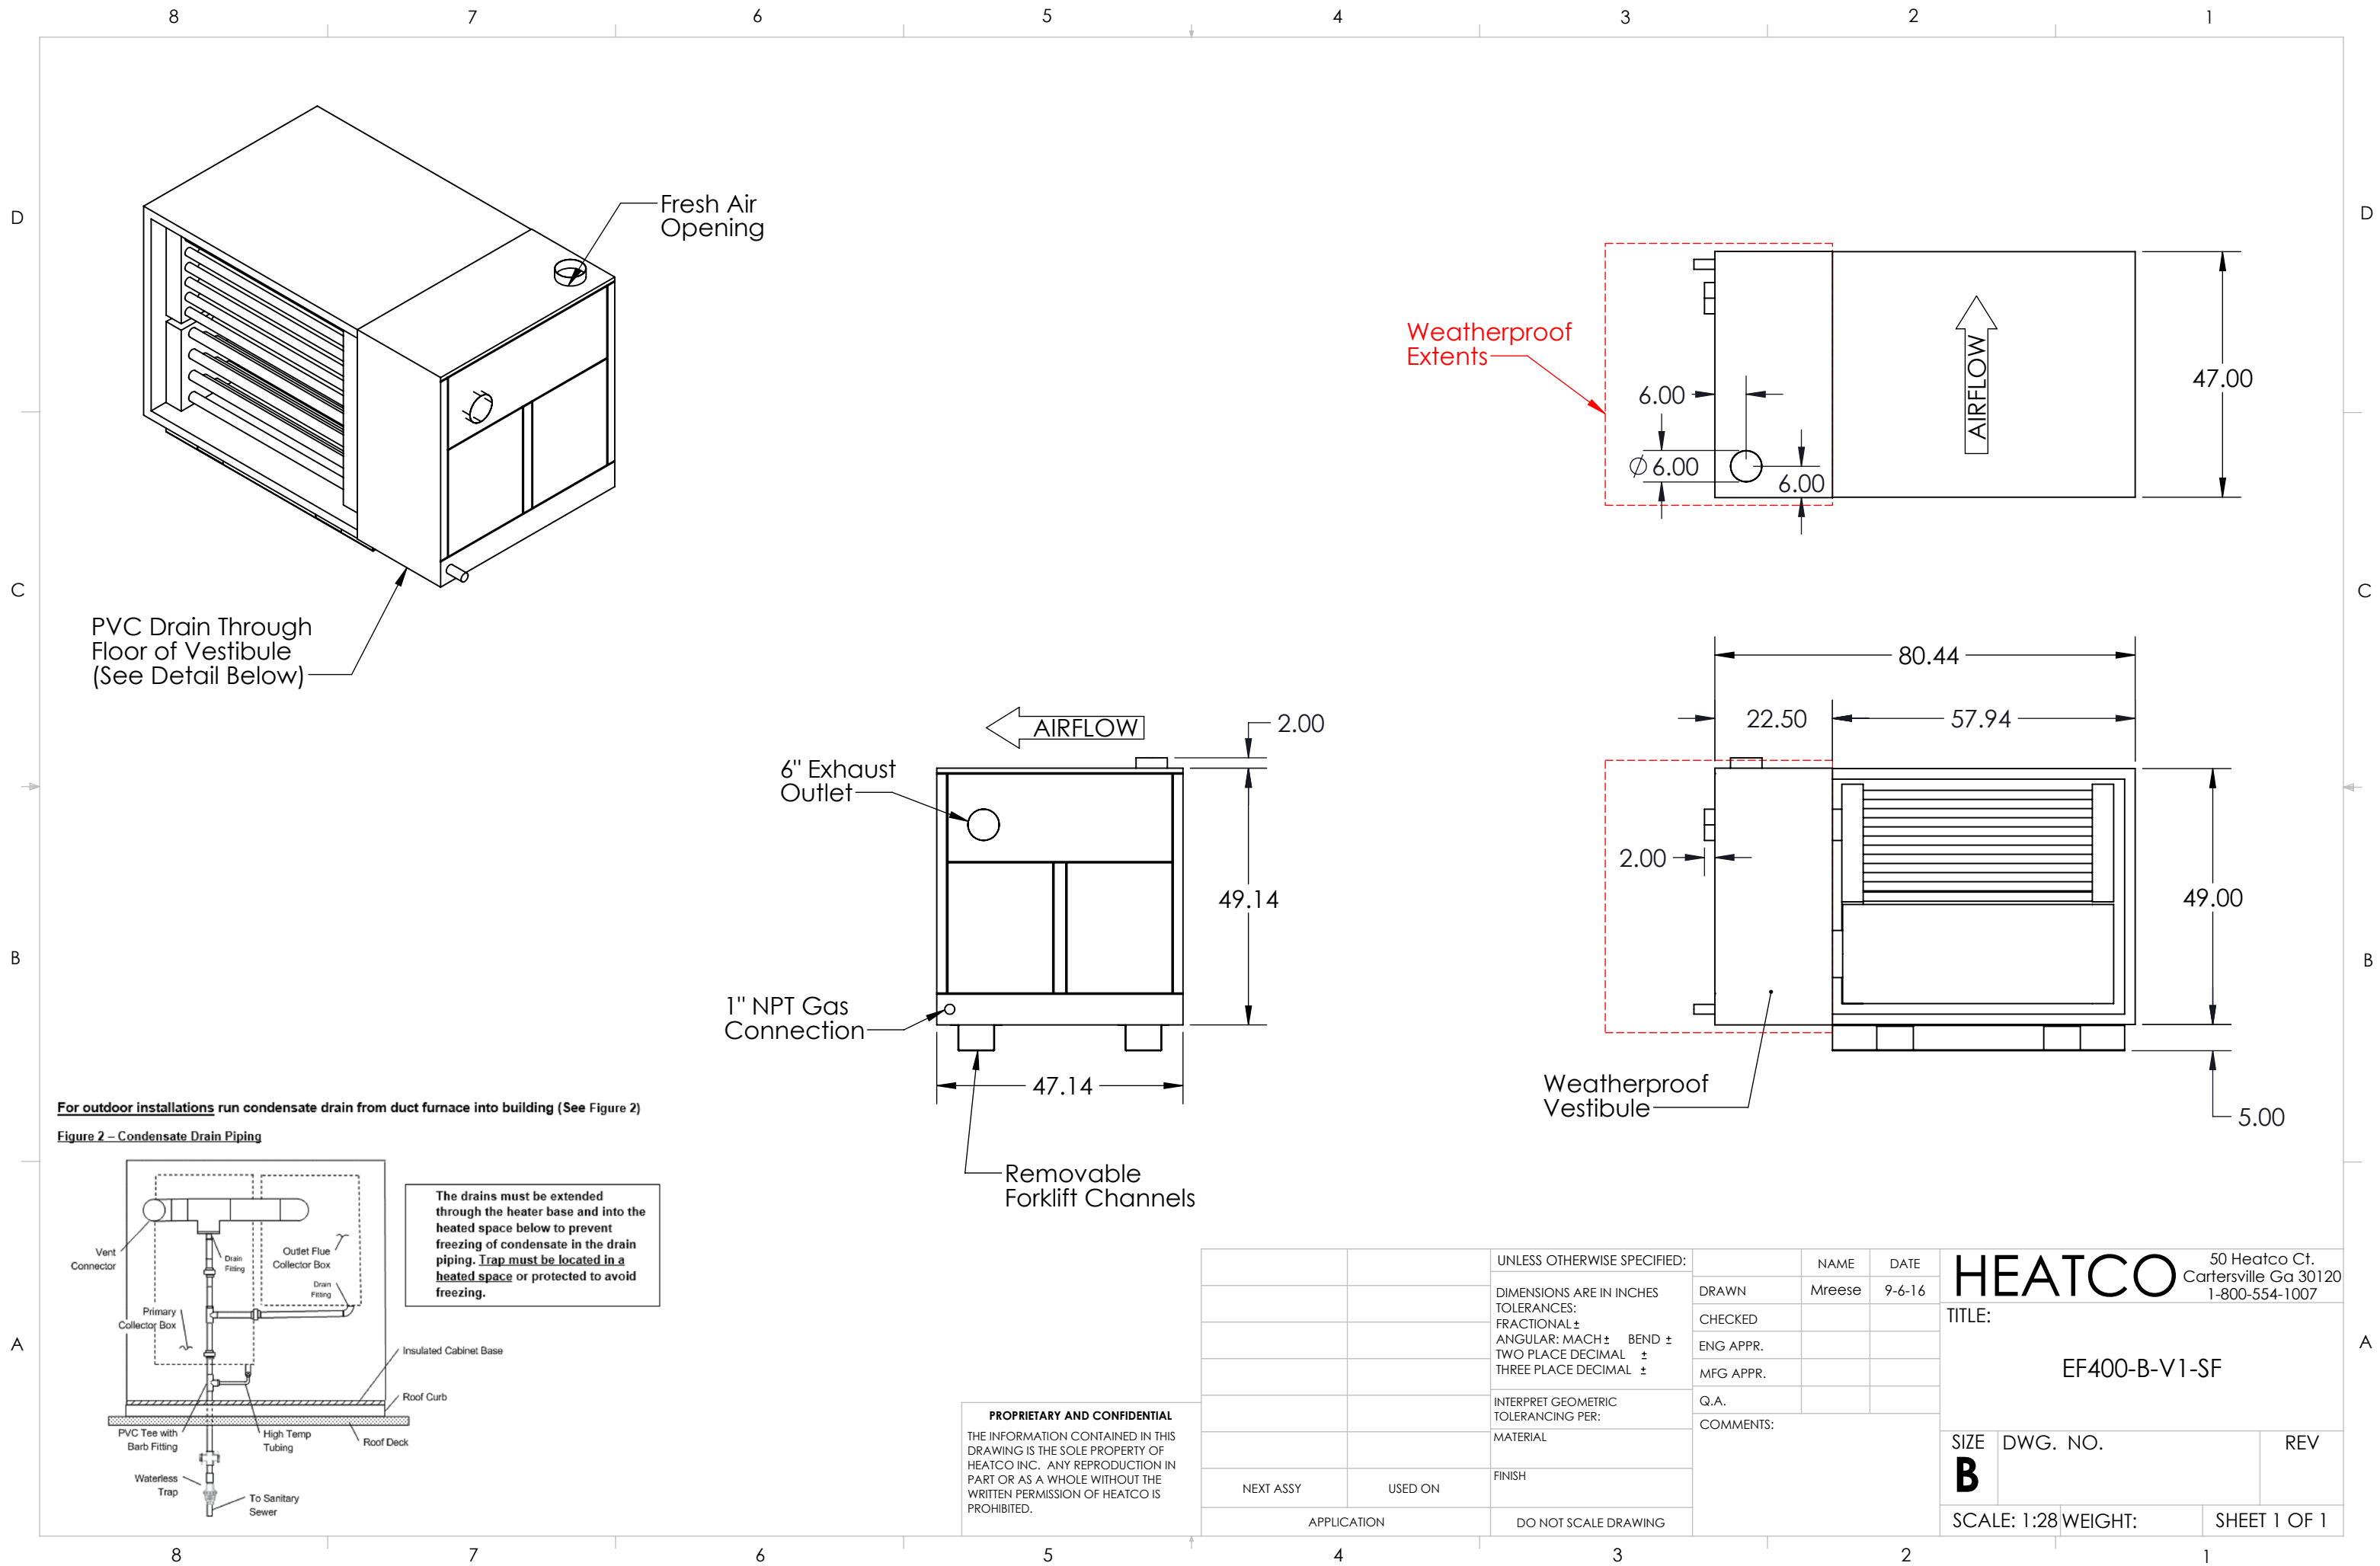 8 7 6 5 4 3 2 1
D
D
C
C
B
B
A
A
Fresh Air
Opening
PVC Drain Through
Floor of Vestibule
(See Detail Below)
Weatherproof
Extents
6.00
Ø 6.00
6.00
AIRFLOW
47.00
80.44
22.50
57.94
2.00
49.00
5.00
Weatherproof
Vestibule
AIRFLOW
2.00
6" Exhaust
Outlet
49.14
1" NPT Gas
Connection
47.14
Removable
Forklift Channels
For outdoor installations run condensate drain from duct furnace into building (See Figure 2)
Figure 2 – Condensate Drain Piping
Vent
Connector
Drain
Fitting
Outlet Flue
Collector Box
Drain
Fitting
Primary
Collector Box
Insulated Cabinet Base
Roof Curb
PVC Tee with
Barb Fitting
High Temp
Tubing
Roof Deck
Waterless
Trap
To Sanitary
Sewer
The drains must be extended
through the heater base and into the
heated space below to prevent
freezing of condensate in the drain
piping. Trap must be located in a
heated space or protected to avoid
freezing.
PROPRIETARY AND CONFIDENTIAL
THE INFORMATION CONTAINED IN THIS
DRAWING IS THE SOLE PROPERTY OF
HEATCO INC. ANY REPRODUCTION IN
PART OR AS A WHOLE WITHOUT THE
WRITTEN PERMISSION OF HEATCO IS
PROHIBITED.
NEXT ASSY
USED ON
APPLICATION
UNLESS OTHERWISE SPECIFIED:
DIMENSIONS ARE IN INCHES
TOLERANCES:
FRACTIONAL ±
ANGULAR: MACH ± BEND ±
TWO PLACE DECIMAL ±
THREE PLACE DECIMAL ±
INTERPRET GEOMETRIC
TOLERANCING PER:
MATERIAL
FINISH
DO NOT SCALE DRAWING
NAME DATE
DRAWN Mreese 9-6-16
CHECKED
ENG APPR.
MFG APPR.
Q.A.
COMMENTS:
HEATCO
50 Heatco Ct.
Cartersville Ga 30120
1-800-554-1007
TITLE:
EF400-B-V1-SF
SIZE
B
DWG. NO.
REV
SCALE: 1:28
WEIGHT:
SHEET 1 OF 1
8 7 6 5 4 3 2 1